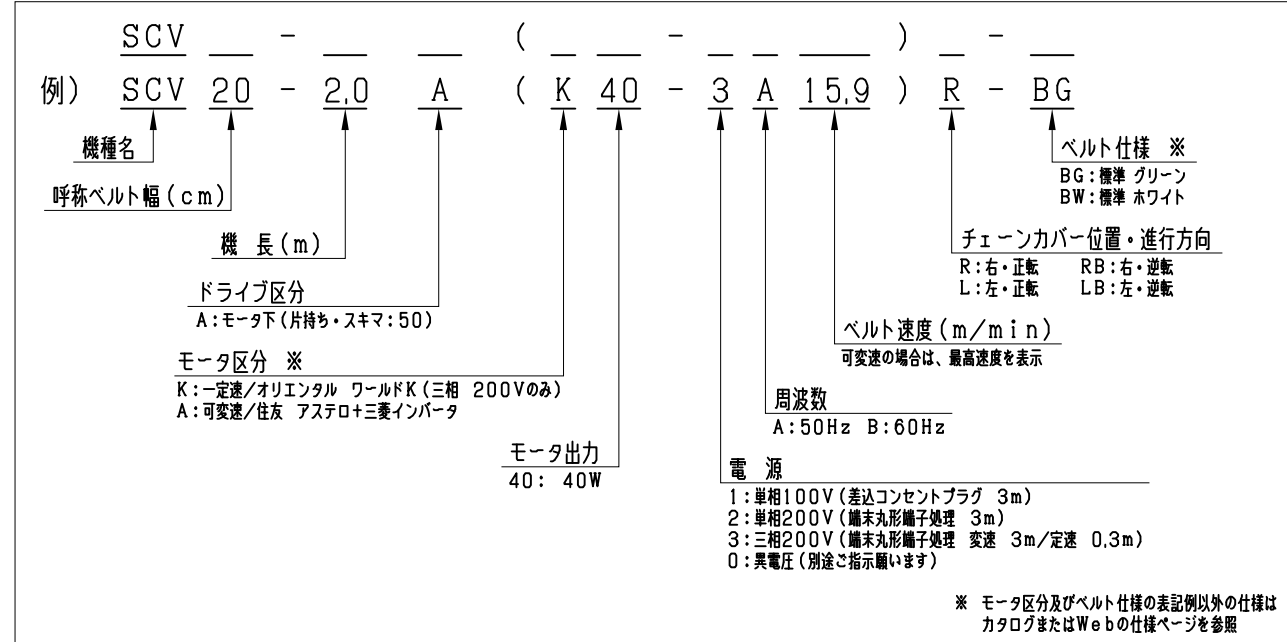 SCV － （ － ） －
例） SCV 20 － 2.0 A （ K 40 － 3 A 15.9 ） R － BG
機種名
ベルト仕様 ※
BG：標準 グリーン
BW：標準 ホワイト
呼称ベルト幅（cm）
機 長（m）
チェーンカバー位置・進行方向
R：右・正転 RB：右・逆転
L：左・正転 LB：左・逆転
ドライブ区分
A：モータ下（片持ち・スキマ：50）
ベルト速度（m/min）
可変速の場合は、最高速度を表示
モータ区分 ※
K：一定速/オリエンタル ワールドK（三相 200Vのみ）
A：可変速/住友 アステロ+三菱インバータ
周波数
A：50Hz B：60Hz
モータ出力
40： 40W
電 源
1：単相100V（差込コンセントプラグ 3m）
2：単相200V（端末丸形端子処理 3m）
3：三相200V（端末丸形端子処理 変速 3m/定速 0.3m）
0：異電圧（別途ご指示願います）
※ モータ区分及びベルト仕様の表記例以外の仕様は
カタログまたはWebの仕様ページを参照